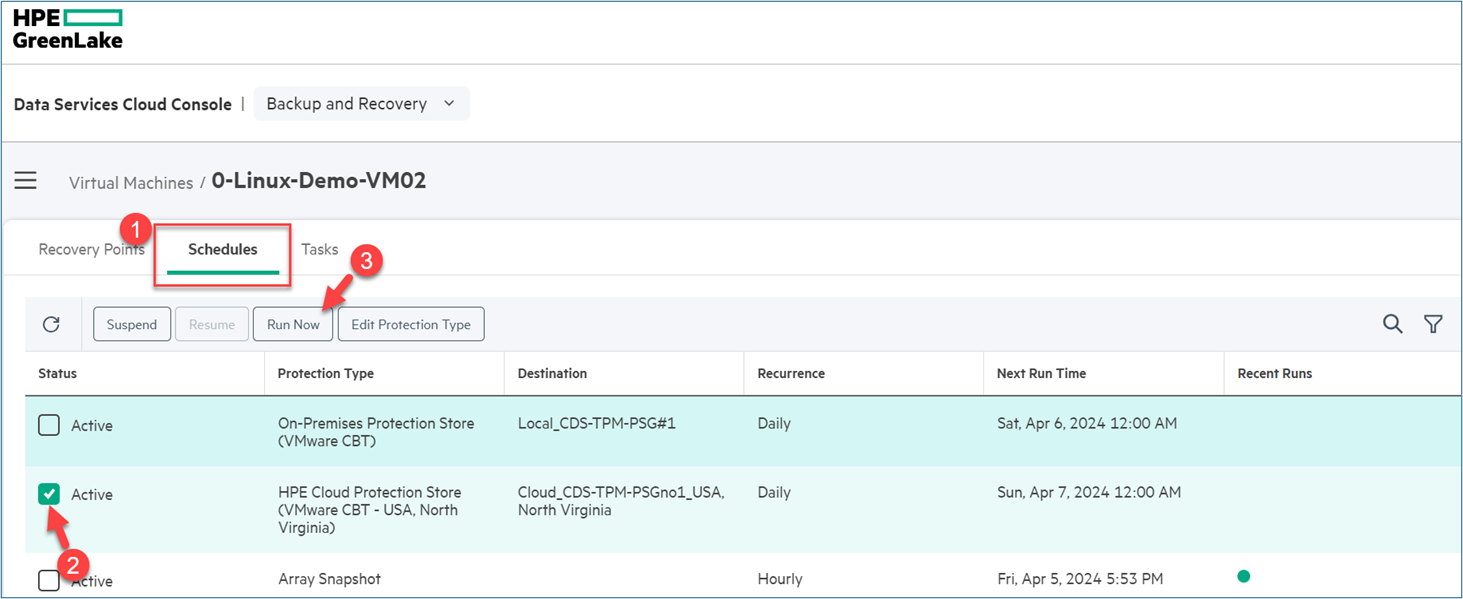 HPE
GreenLake
Data Services Cloud Console | Backup and Recovery
Virtual Machines / 0-Linux-Demo-VM02
1
Recovery Points Schedules Tasks
3
Suspend Resume Run Now Edit Protection Type
Status Protection Type Destination Recurrence Next Run Time Recent Runs
Active On-Premises Protection Store Local_CDS-TPM-PSG#1 Daily Sat, Apr 6, 2024 12:00 AM
(VMware CBT)
Active HPE Cloud Protection Store Cloud_CDS-TPM-PSGno1_USA, Daily Sun, Apr 7, 2024 12:00 AM
(VMware CBT - USA, North North Virginia
Virginia)
2
Active Array Snapshot Hourly Fri, Apr 5, 2024 5:53 PM